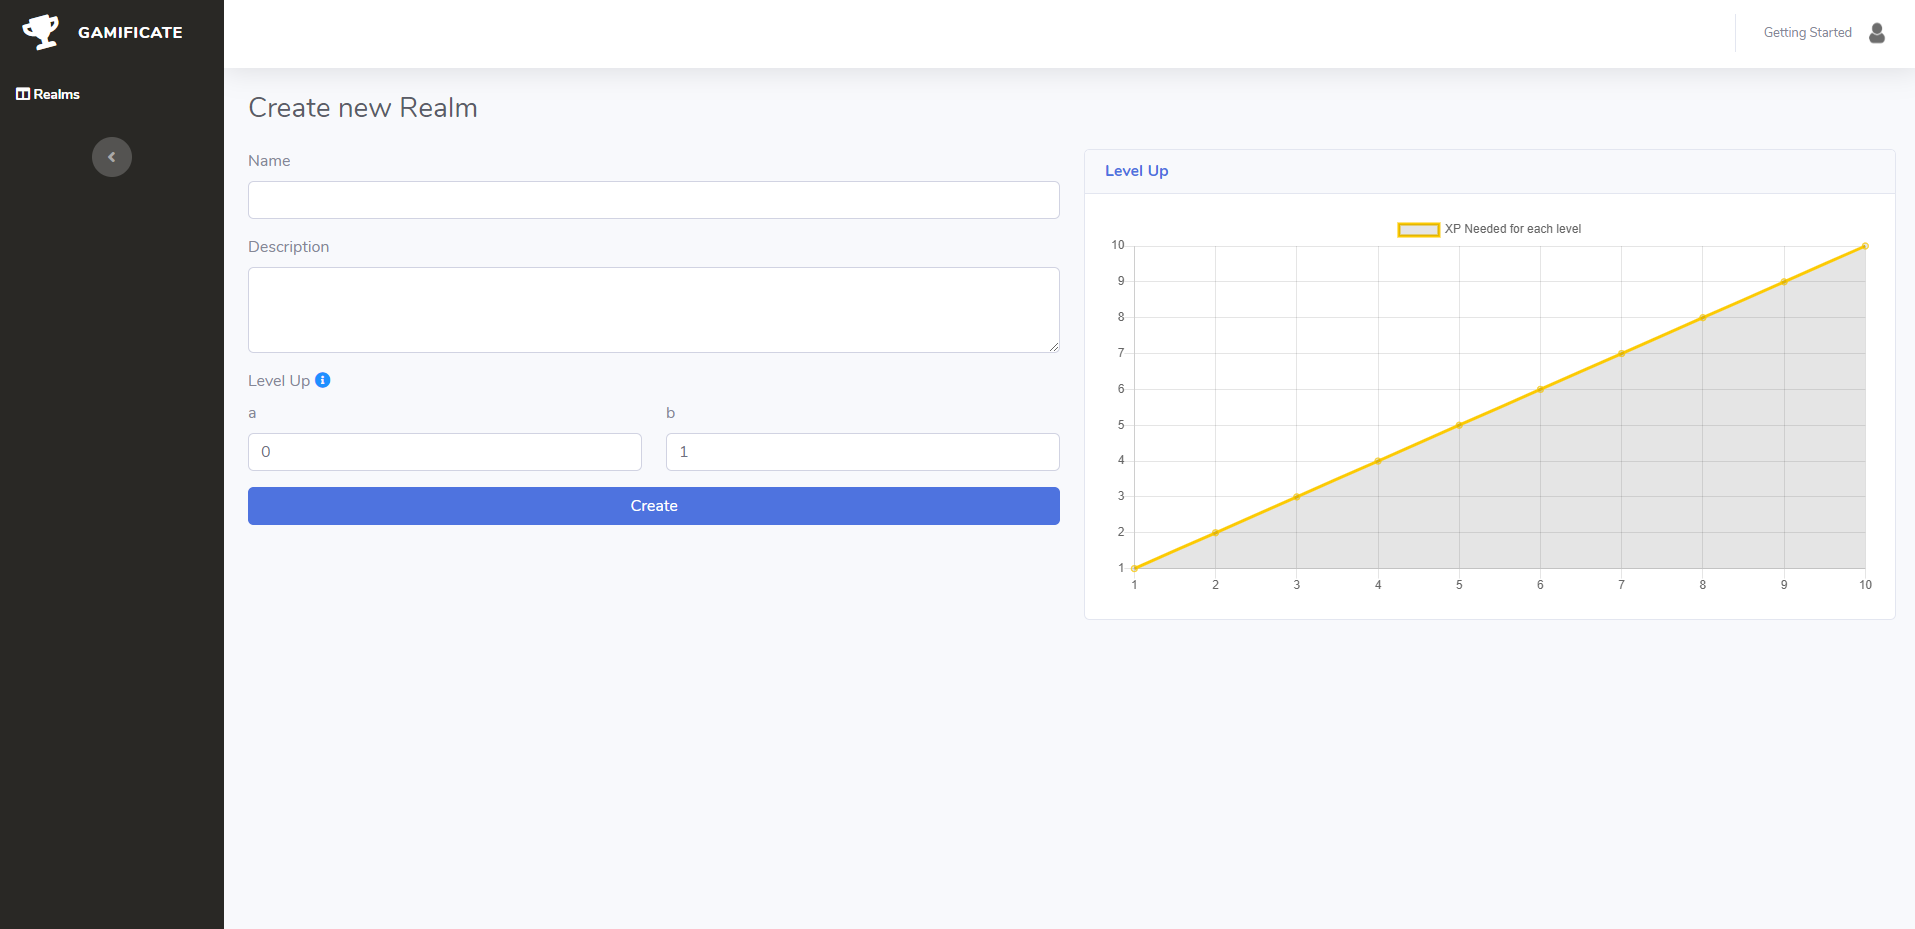 GAMIFICATE
Getting Started
Realms
Create new Realm
Name
Description
Level Up
a
b
0
1
Create
Level Up
XP Needed for each level
10
9
8
7
6
5
4
3
2
1
1 2 3 4 5 6 7 8 9 10